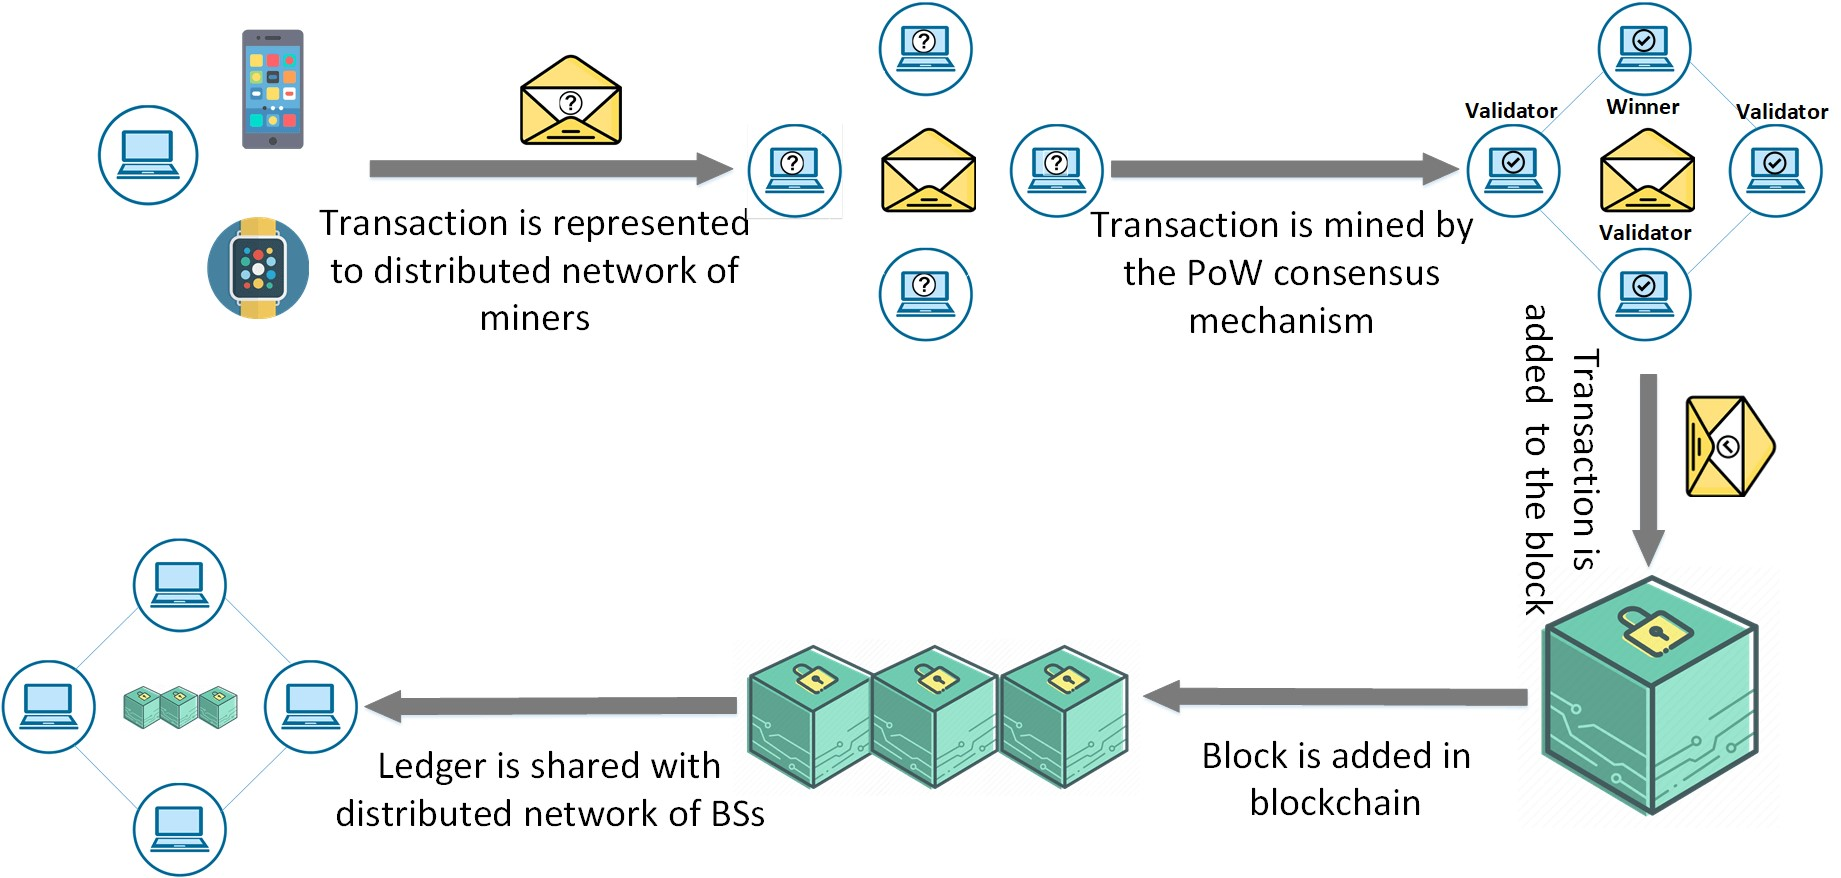 Transaction is represented
to distributed network of
miners
Transaction is mined by
the PoW consensus
mechanism
Validator
Winner
Validator
Validator
Transaction is
added to the block
Block is added in
blockchain
Ledger is shared with
distributed network of BSs